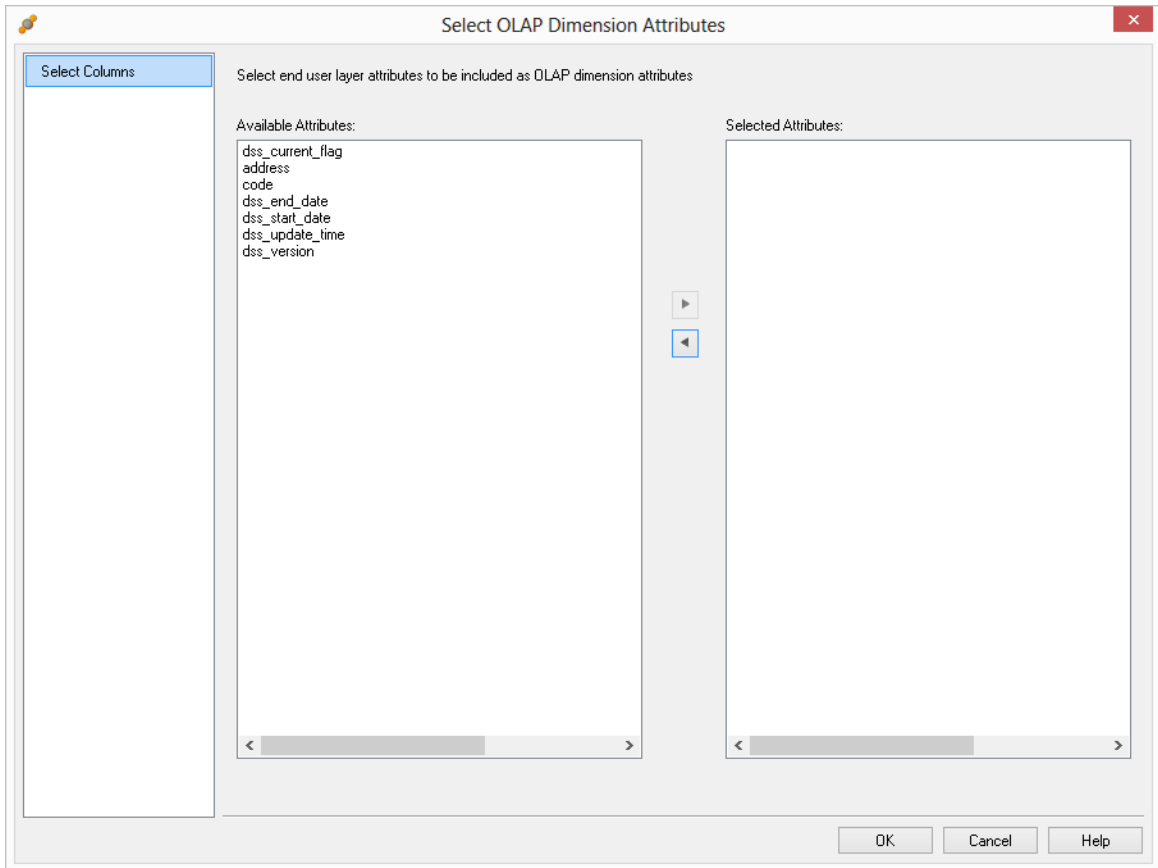 Select OLAP Dimension Attributes
Select Columns
Select end user layer attributes to be included as OLAP dimension attributes
Available Attributes:
dss_current_flag
address
code
dss_end_date
dss_start_date
dss_update_time
dss_version
Selected Attributes:
OK
Cancel
Help